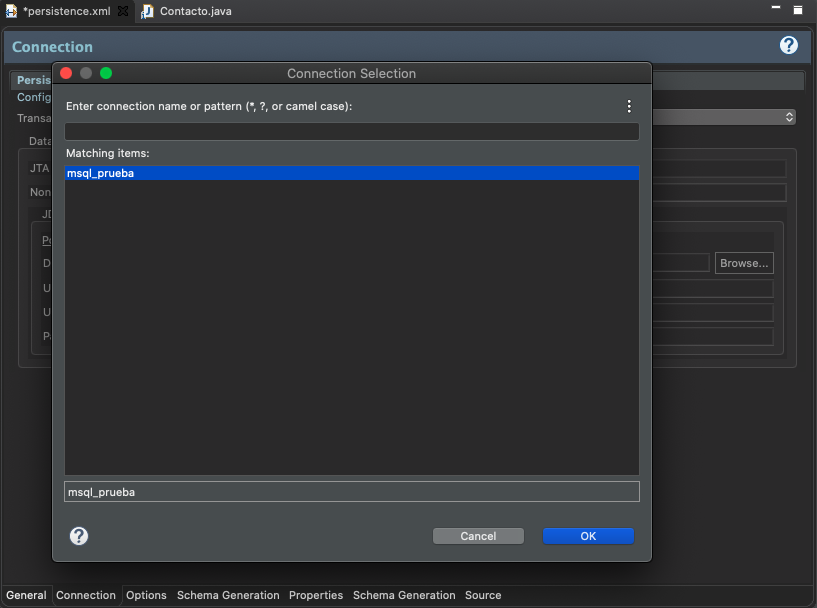 *persistence.xml
Contacto.java
Connection
Connection Selection
Persis
Config
Enter connection name or pattern (*, ?, or camel case):
Transa
Data
Matching items:
JTA
msql_prueba
Non
JD
Po
D
Browse...
U
U
Pa
msql_prueba
Cancel
OK
General Connection Options Schema Generation Properties Schema Generation Source